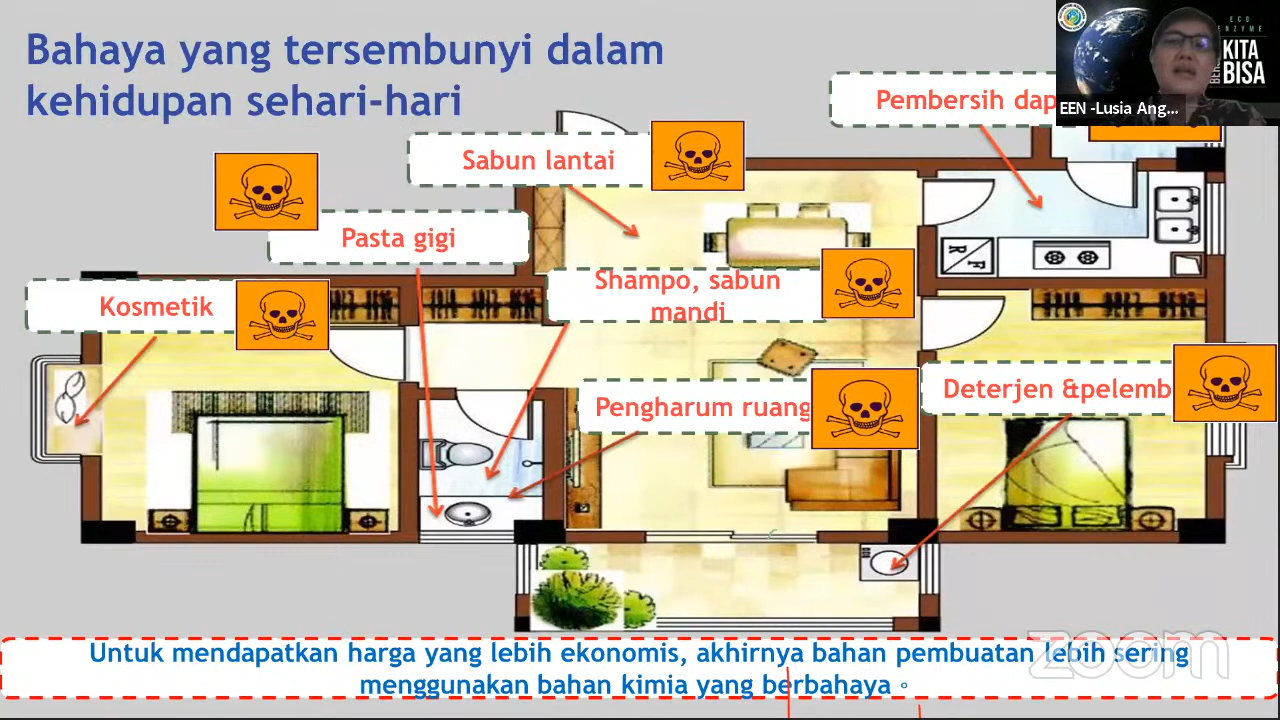 Bahaya yang tersembunyi dalam
kehidupan sehari-hari
ECO
ENZYME
KITA
BISA
EEN -Lusia Ang...
Pembersih dap
Sabun lantai
Pasta gigi
Shampo, sabun
mandi
Kosmetik
Pengharum ruang
Deterjen &pelemb
Untuk mendapatkan harga yang lebih ekonomis, akhirnya bahan pembuatan lebih sering
menggunakan bahan kimia yang berbahaya 。
zoom